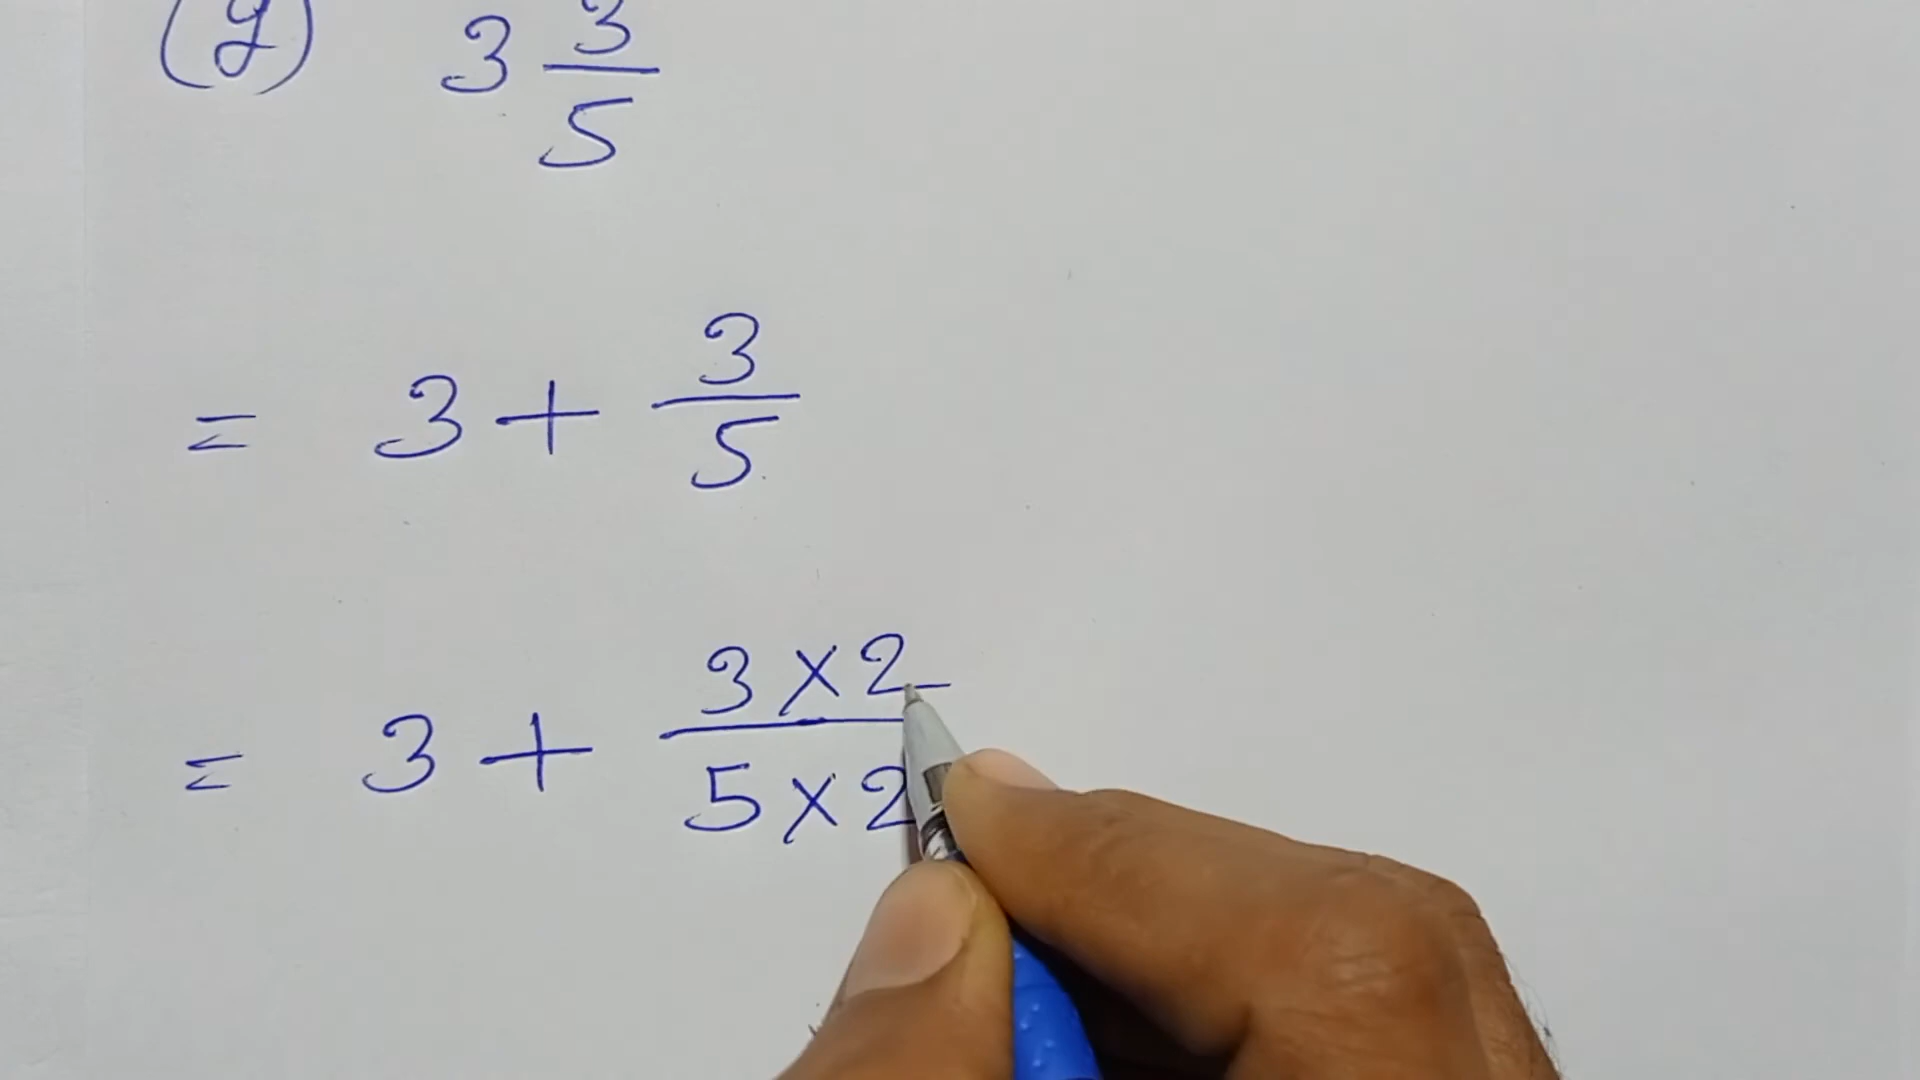 (y) 3 3/5
= 3 + 3/5
= 3 + 3×2/5×2